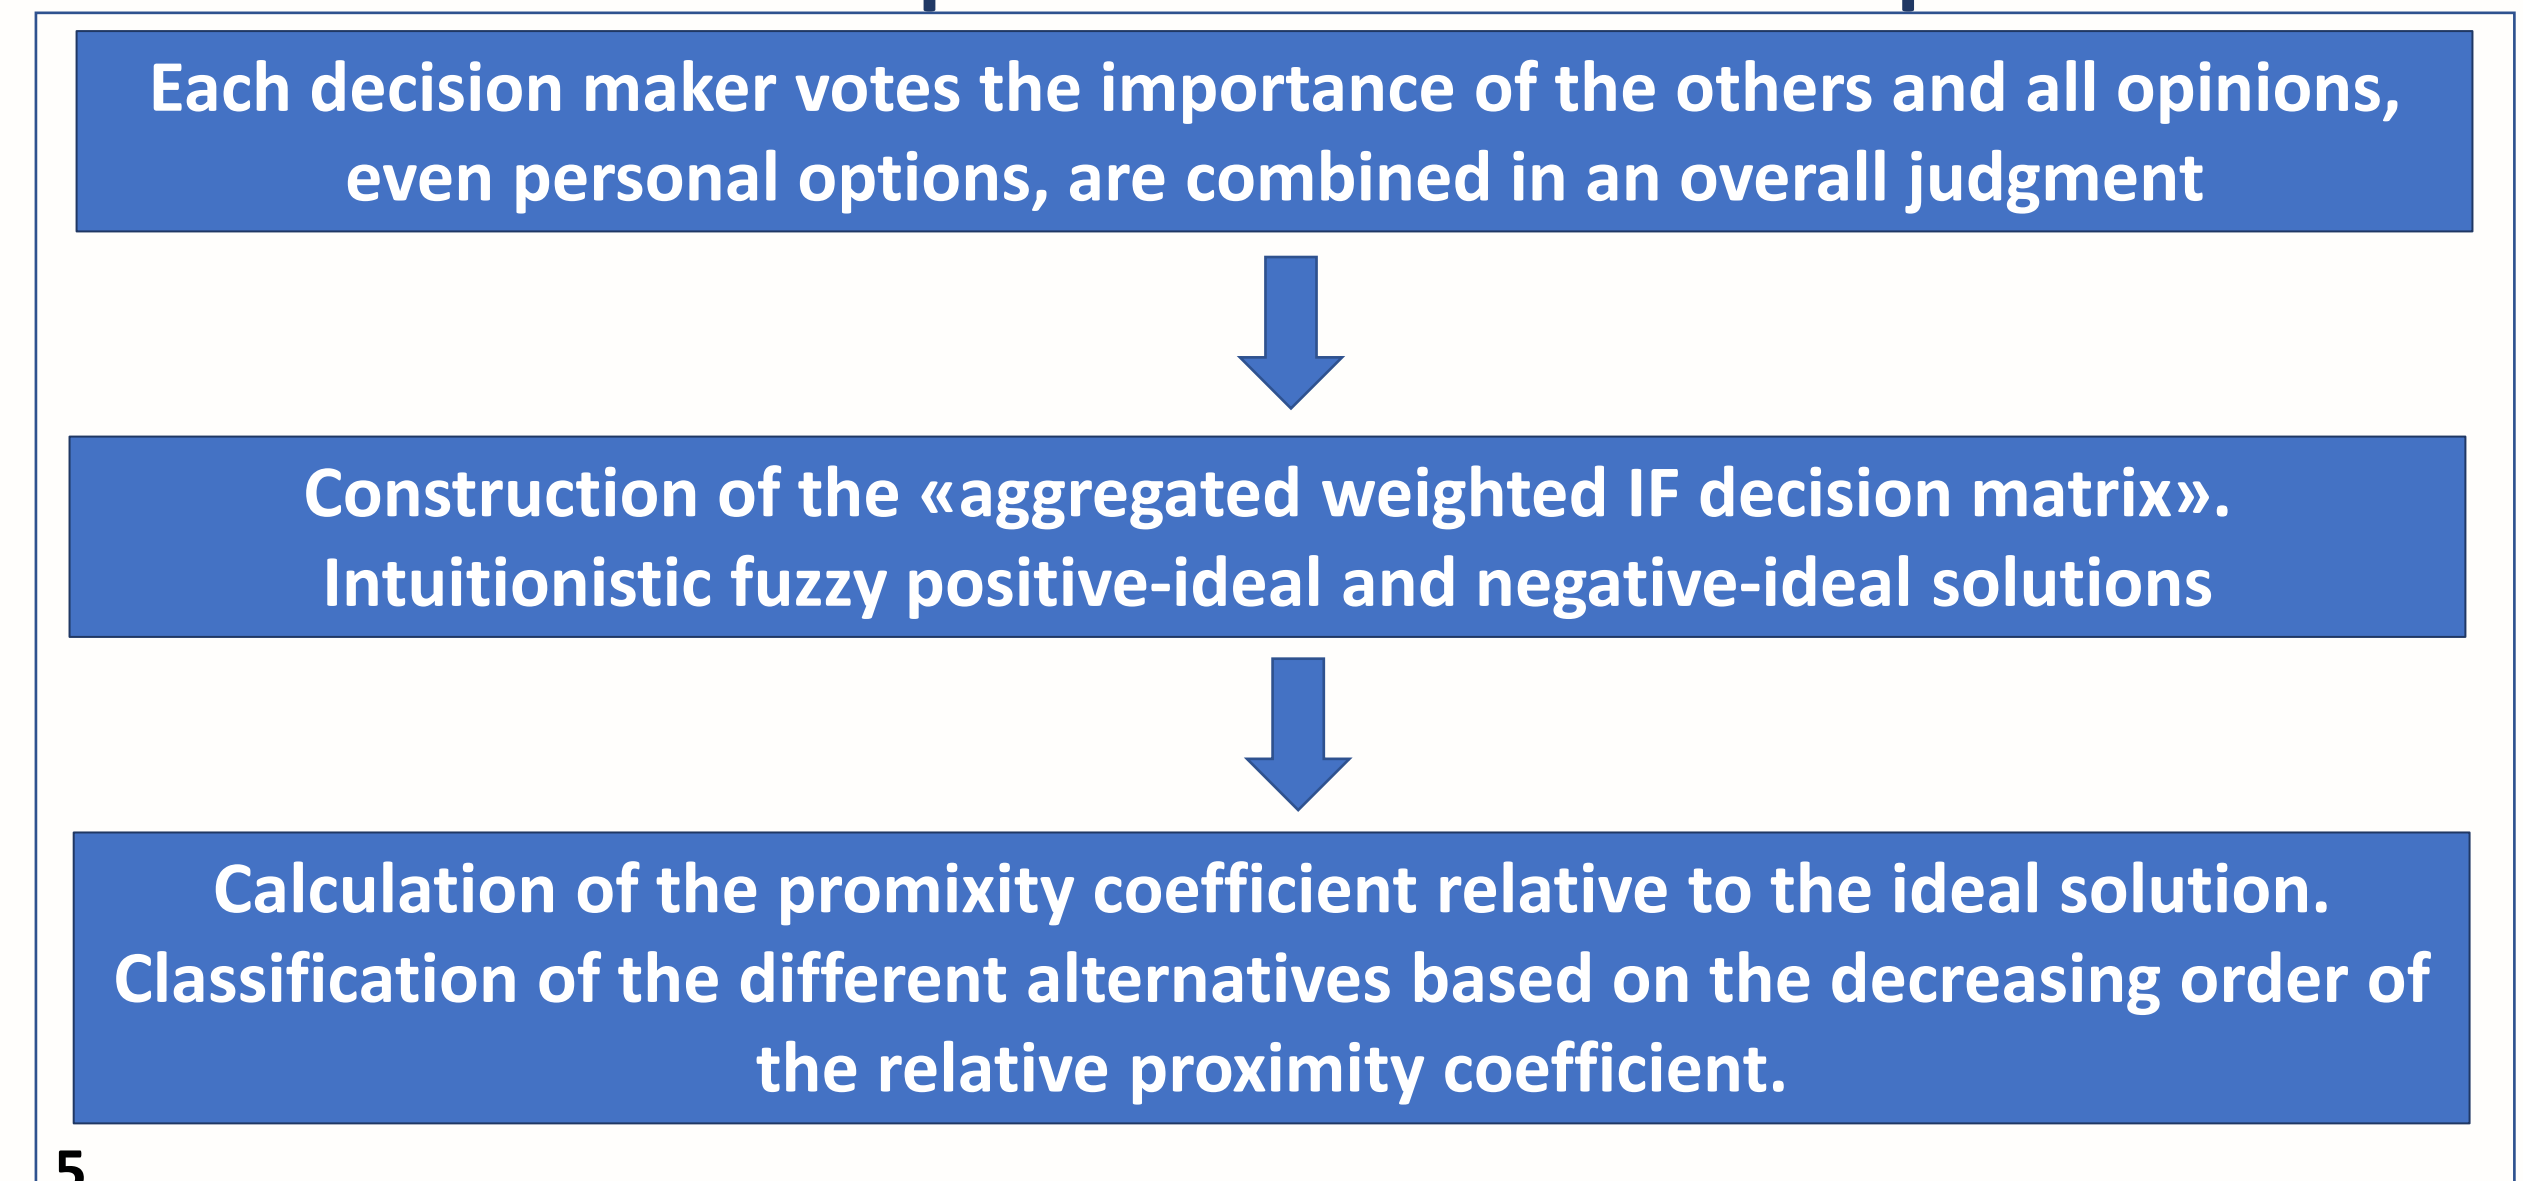 Each decision maker votes the importance of the others and all opinions,
even personal options, are combined in an overall judgment
Construction of the «aggregated weighted IF decision matrix».
Intuitionistic fuzzy positive-ideal and negative-ideal solutions
Calculation of the promixity coefficient relative to the ideal solution.
Classification of the different alternatives based on the decreasing order of
the relative proximity coefficient.
5